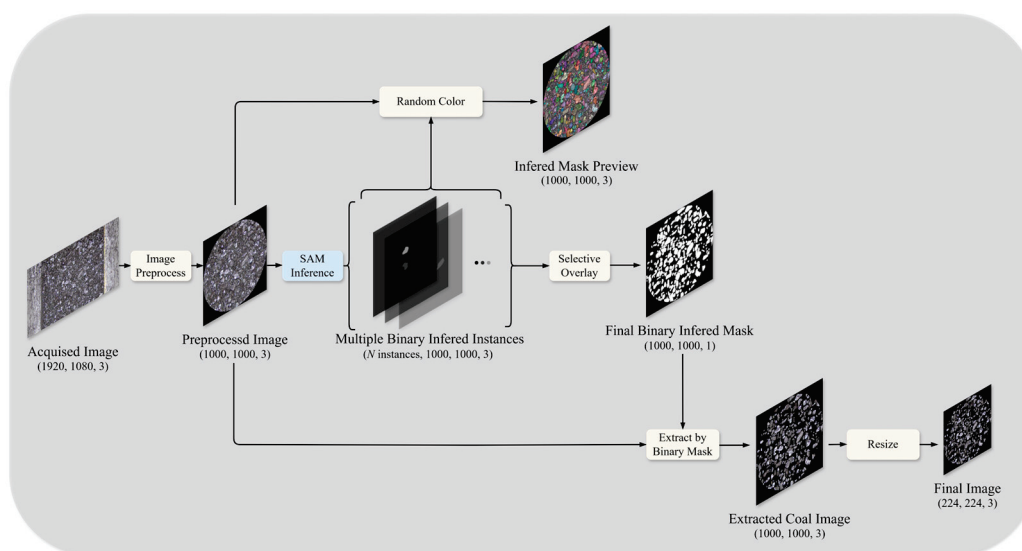 Random Color
Infered Mask Preview
(1000, 1000, 3)
Image
Preprocess
SAM
Inference
Selective
Overlay
Acquised Image
(1920, 1080, 3)
Preprocessd Image
(1000, 1000, 3)
Multiple Binary Infered Instances
(N instances, 1000, 1000, 3)
Final Binary Infered Mask
(1000, 1000, 1)
Extract by
Binary Mask
Resize
Extracted Coal Image
(1000, 1000, 3)
Final Image
(224, 224, 3)